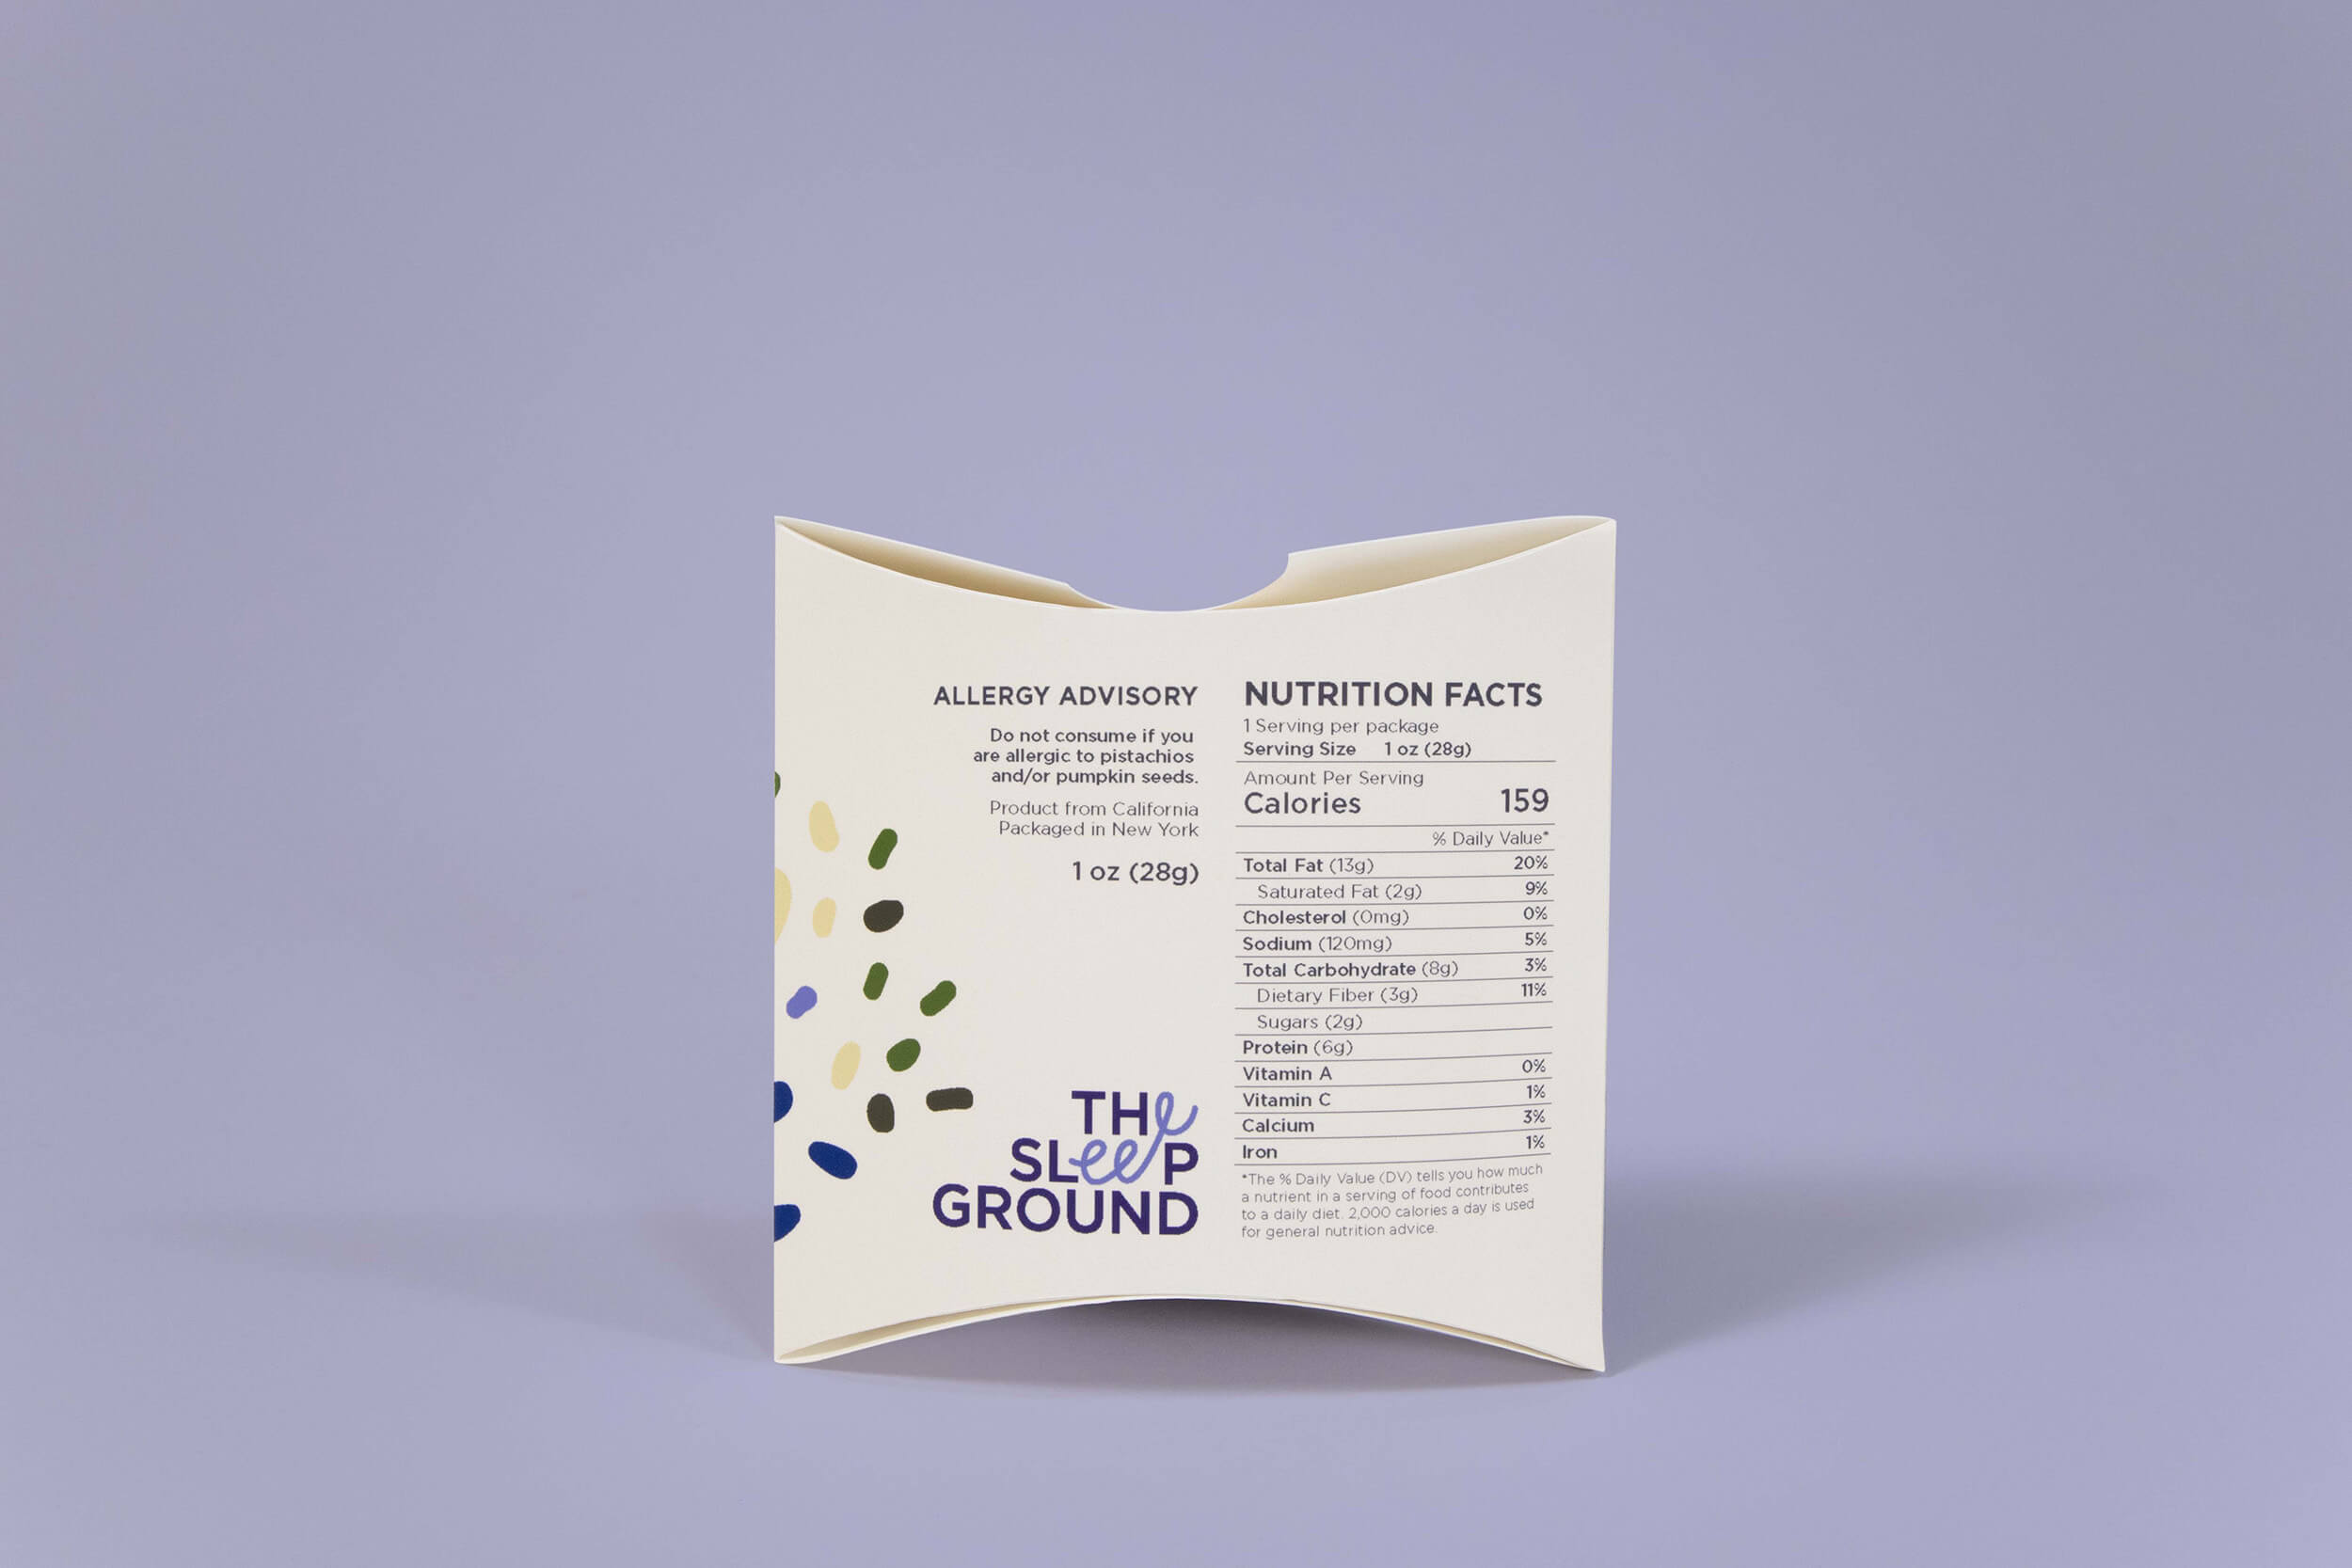 ALLERGY ADVISORY
Do not consume if you
are allergic to pistachios
and/or pumpkin seeds.
Product from California
Packaged in New York
1 oz (28g)
THe
SLeeP
GROUND
NUTRITION FACTS
1 Serving per package
Serving Size 1 oz (28g)
Amount Per Serving
Calories 159
% Daily Value*
Total Fat (13g) 20%
Saturated Fat (2g) 9%
Cholesterol (0mg) 0%
Sodium (120mg) 5%
Total Carbohydrate (8g) 3%
Dietary Fiber (3g) 11%
Sugars (2g)
Protein (6g)
Vitamin A 0%
Vitamin C 1%
Calcium 3%
Iron 1%
*The % Daily Value (DV) tells you how much
a nutrient in a serving of food contributes
to a daily diet. 2,000 calories a day is used
for general nutrition advice.